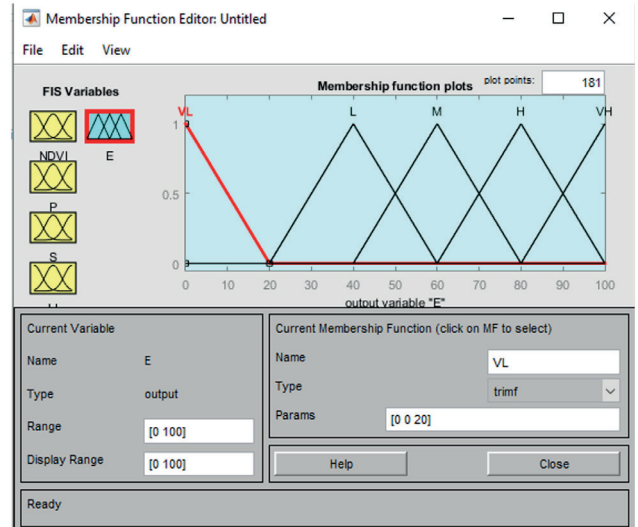 Membership Function Editor: Untitled
File Edit View
FIS Variables
Membership function plots
plot points:
181
NDVI
E
P
S
VL
L
M
H
VH
1
0.5
0
0 10 20 30 40 50 60 70 80 90 100
output variable "E"
Current Variable
Name E
Type output
Range [0 100]
Display Range [0 100]
Current Membership Function (click on MF to select)
Name VL
Type trimf
Params [0 0 20]
Help
Close
Ready